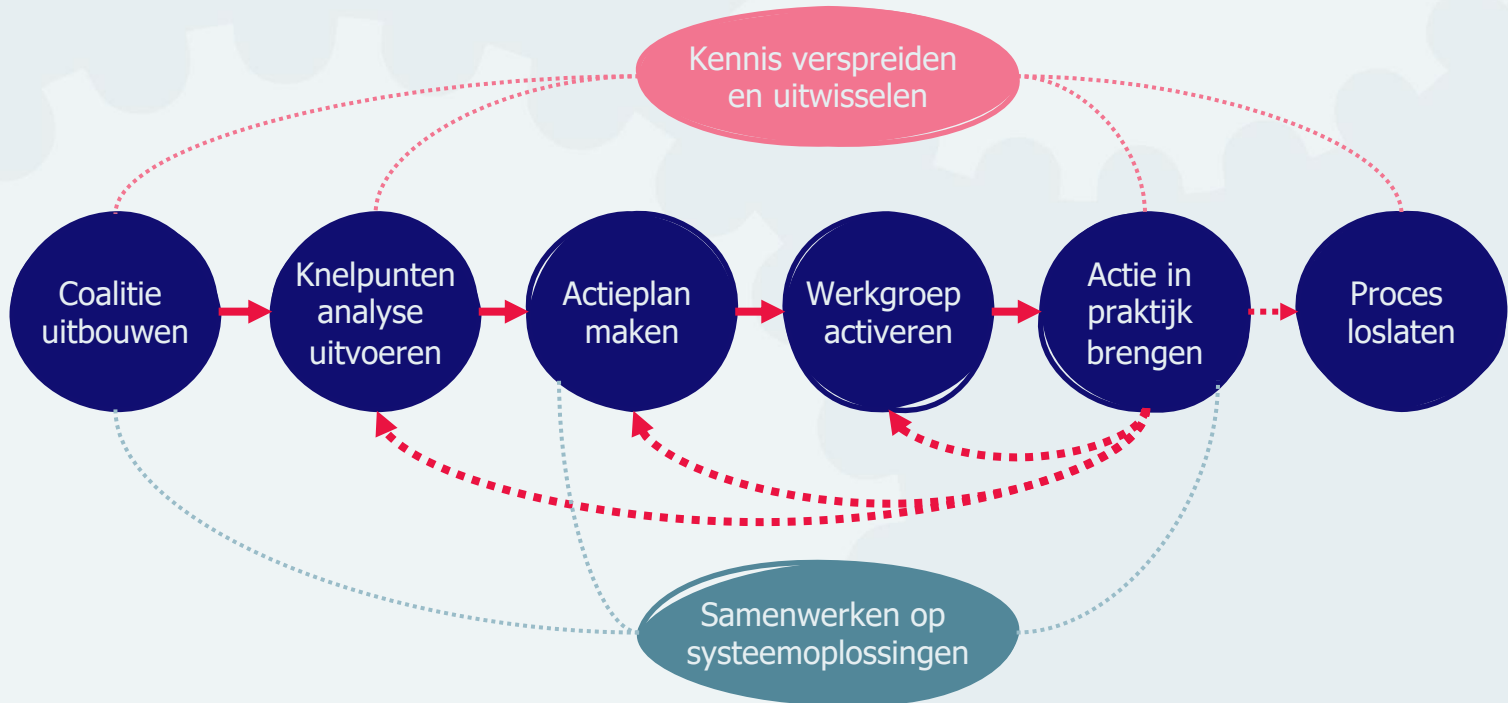 Kennis verspreiden
en uitwisselen
Coalitie
uitbouwen
Knelpunten
analyse
uitvoeren
Actieplan
maken
Werkgroep
activeren
Actie in
praktijk
brengen
Proces
loslaten
Samenwerken op
systeemoplossingen